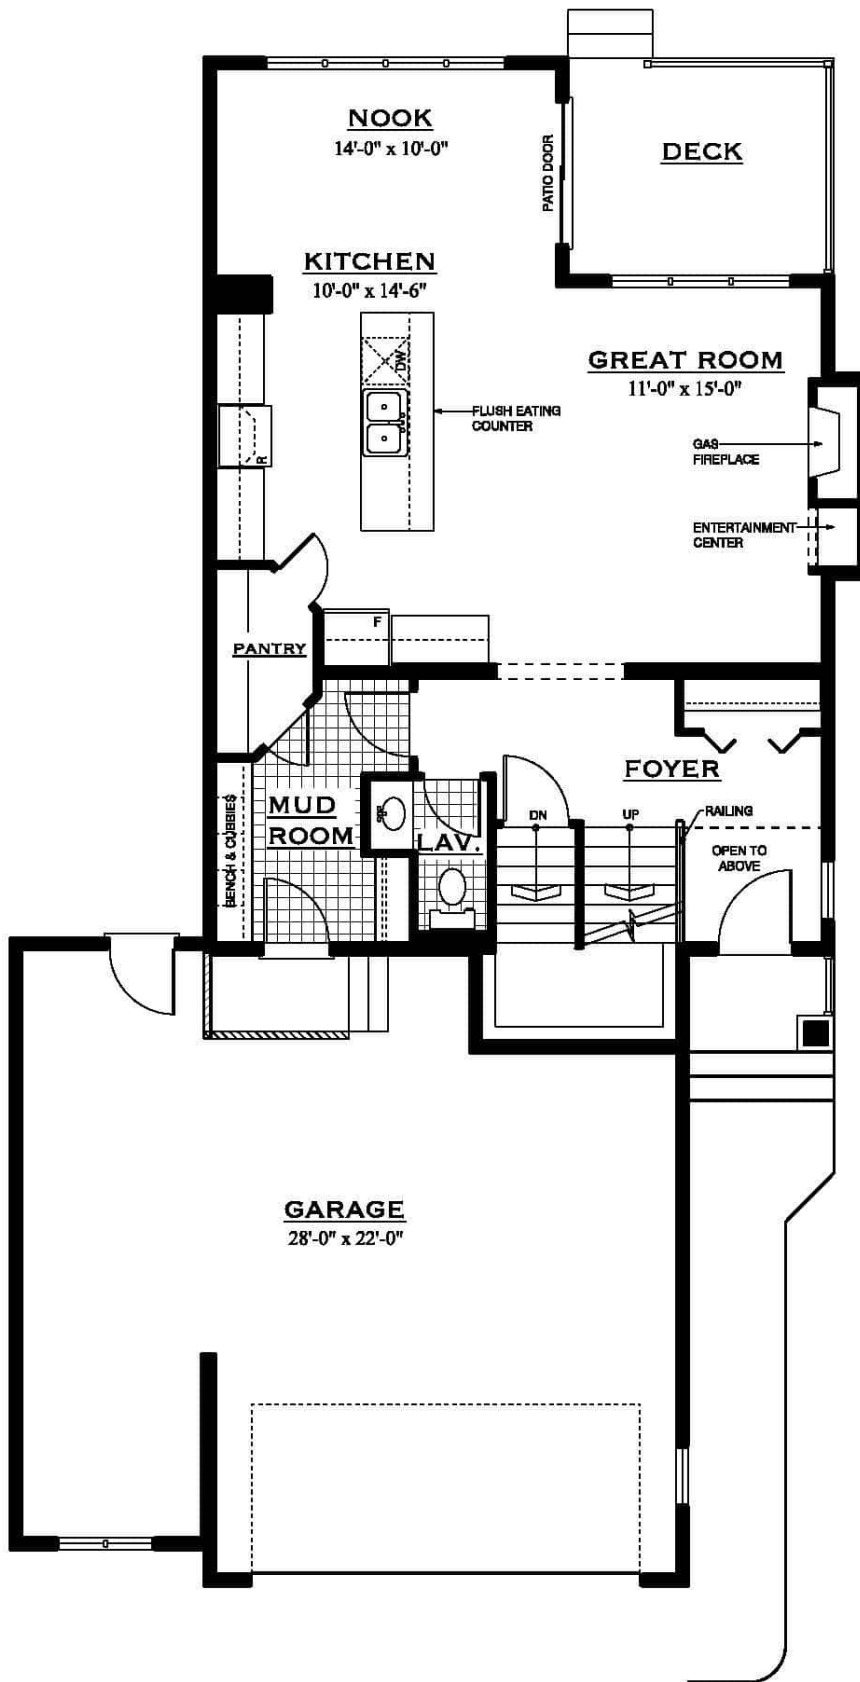 NOOK
14'-0" x 10'-0"
PATIO DOOR
DECK
KITCHEN
10'-0" x 14'-6"
GREAT ROOM
11'-0" x 15'-0"
DW
FLUSH EATING
COUNTER
R
GAS
FIREPLACE
ENTERTAINMENT
CENTER
F
PANTRY
FOYER
MUD
ROOM
BENCH & CUBBIES
LAV.
DN
UP
RAILING
OPEN TO
ABOVE
GARAGE
28'-0" x 22'-0"